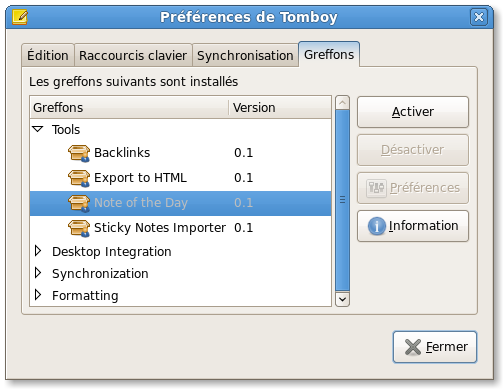 Préférences de Tomboy
Édition Raccourcis clavier Synchronisation Greffons
Les greffons suivants sont installés
Greffons Version
Tools
Backlinks 0.1
Export to HTML 0.1
Note of the Day 0.1
Sticky Notes Importer 0.1
Desktop Integration
Synchronization
Formatting
Activer
Désactiver
Préférences
Information
Fermer